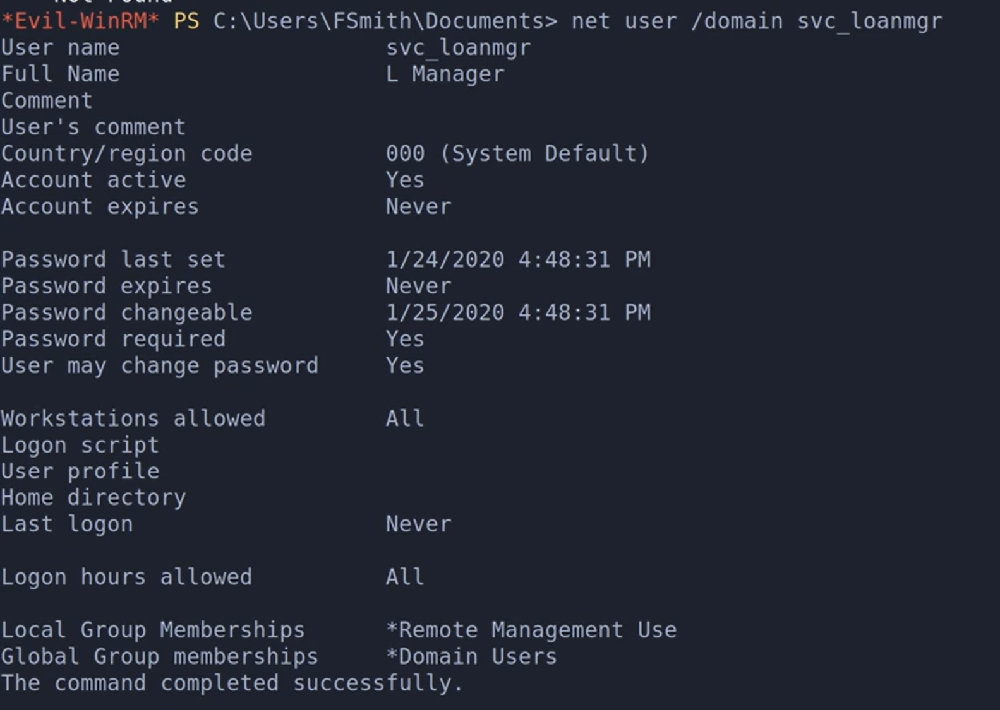 Not Found
*Evil-WinRM* PS C:\Users\FSmith\Documents> net user /domain svc_loanmgr
User name                    svc_loanmgr
Full Name                    L Manager
Comment
User's comment
Country/region code          000 (System Default)
Account active               Yes
Account expires              Never

Password last set            1/24/2020 4:48:31 PM
Password expires             Never
Password changeable          1/25/2020 4:48:31 PM
Password required            Yes
User may change password     Yes

Workstations allowed         All
Logon script
User profile
Home directory
Last logon                   Never

Logon hours allowed          All

Local Group Memberships      *Remote Management Use
Global Group memberships     *Domain Users
The command completed successfully.